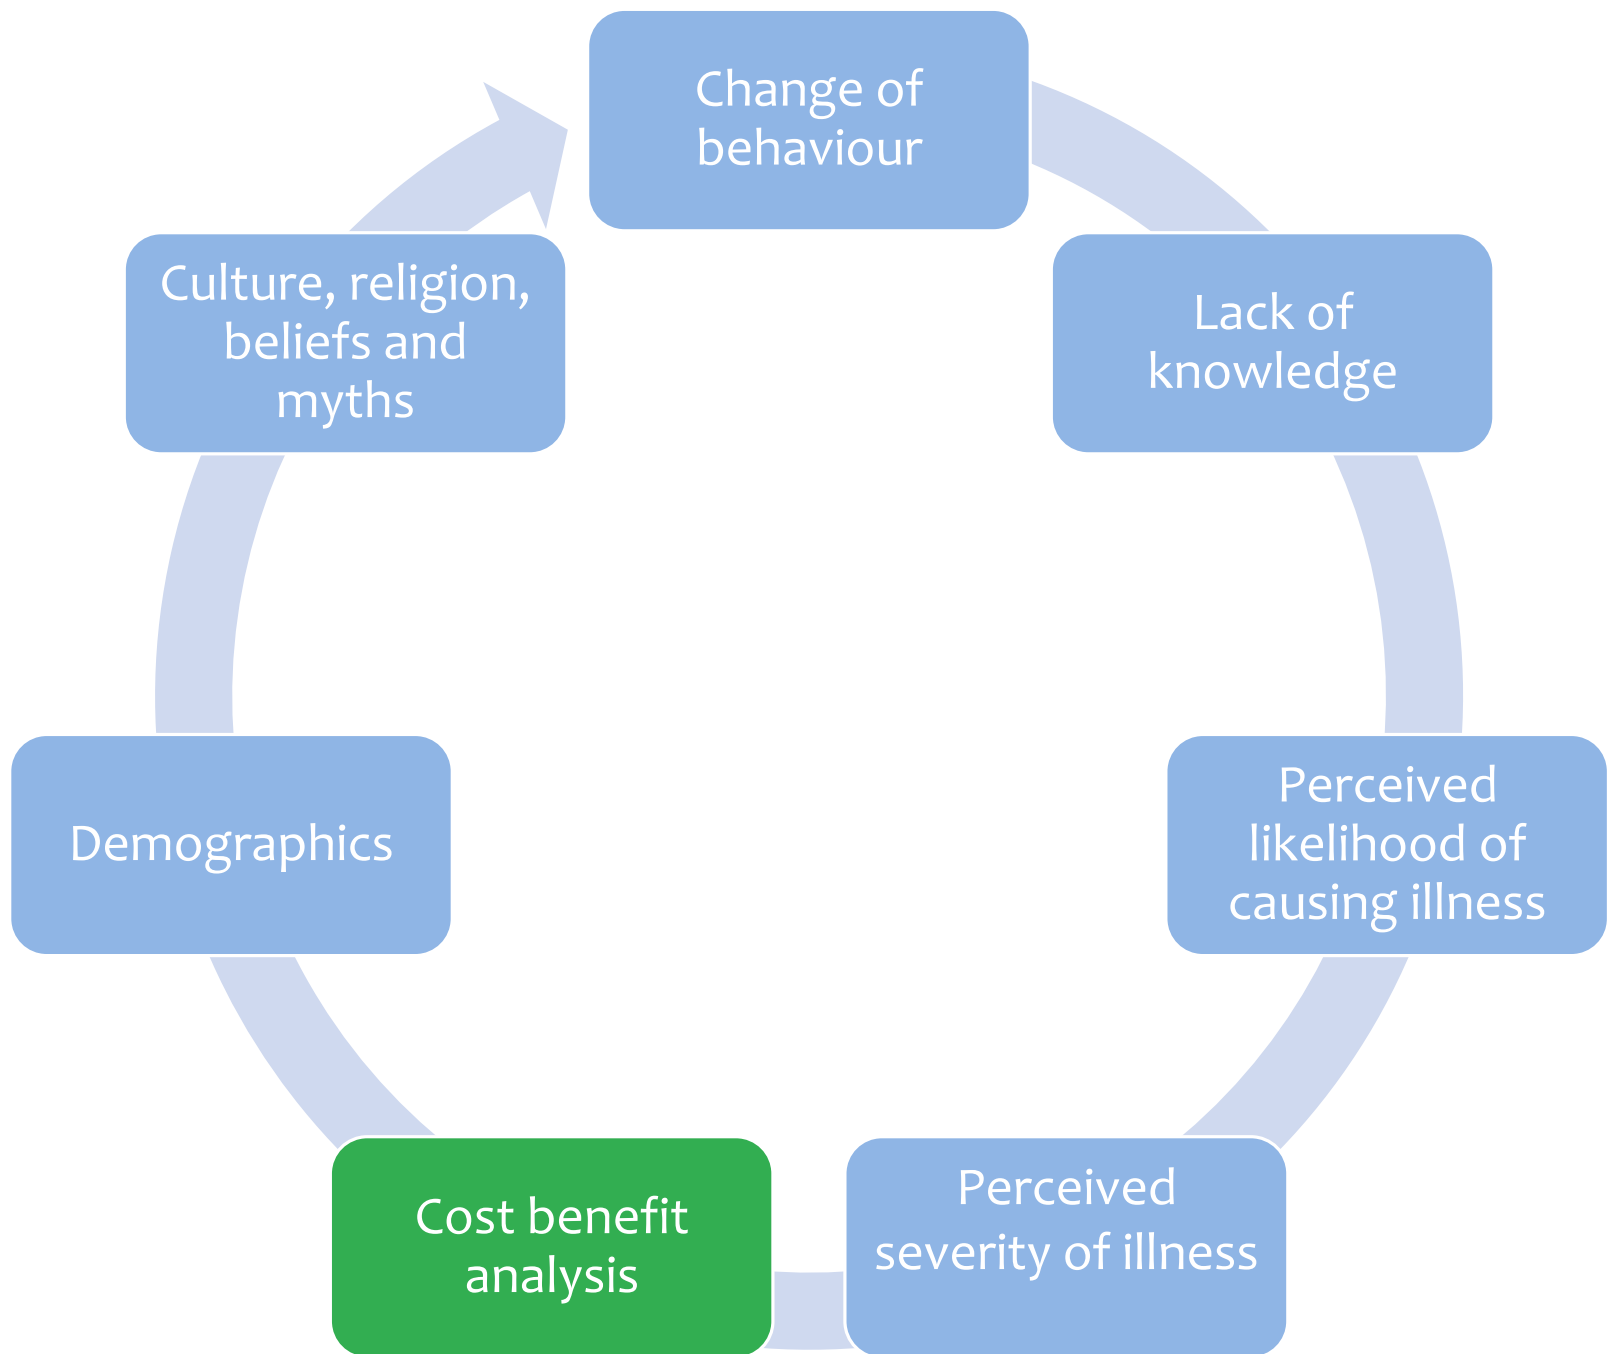 Change of
behaviour
Lack of
knowledge
Perceived
likelihood of
causing illness
Perceived
severity of illness
Cost benefit
analysis
Demographics
Culture, religion,
beliefs and
myths